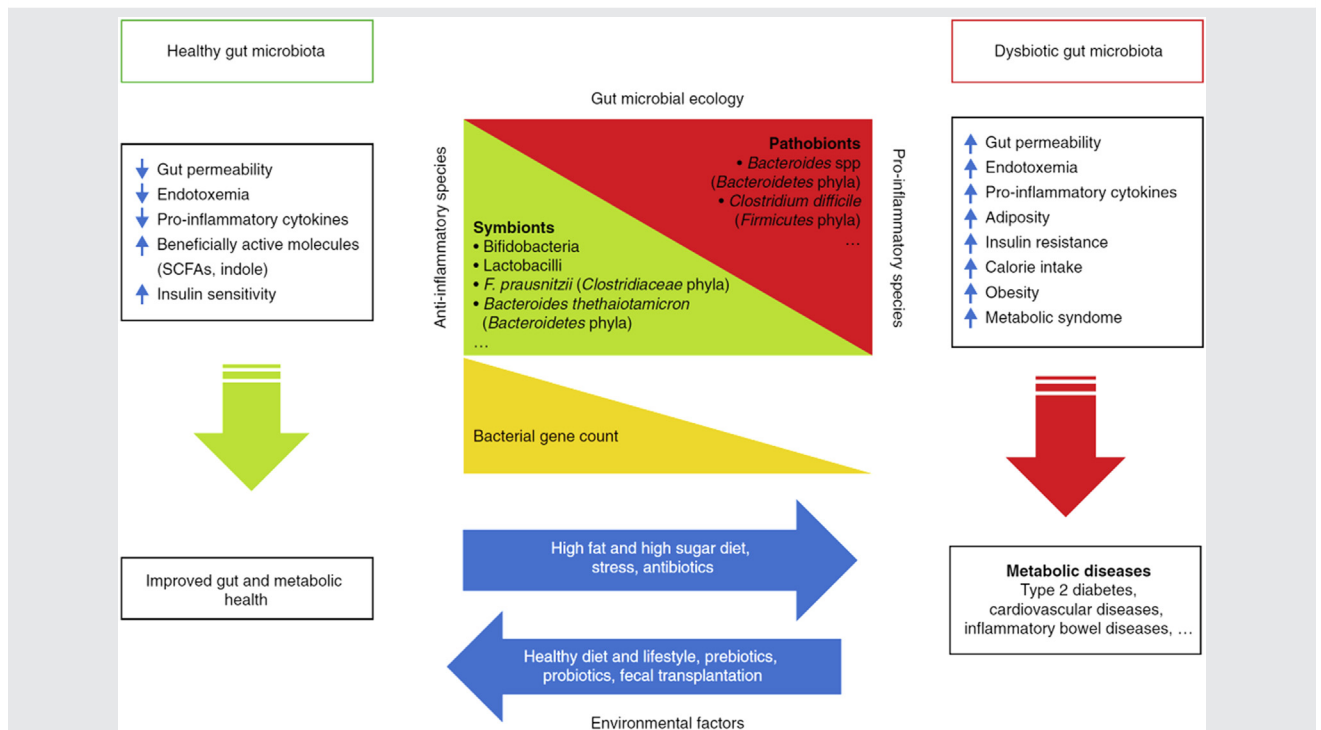 Healthy gut microbiota
Dysbiotic gut microbiota
Gut microbial ecology
Gut permeability
Endotoxemia
Pro-inflammatory cytokines
Beneficially active molecules
(SCFAs, indole)
Insulin sensitivity
Anti-inflammatory species
Pathobionts
• Bacteroides spp
(Bacteroidetes phyla)
• Clostridium difficile
(Firmicutes phyla)
...
Symbionts
• Bifidobacteria
• Lactobacilli
• F. prausnitzii (Clostridiaceae phyla)
• Bacteroides thethaiotamicron
(Bacteroidetes phyla)
...
Pro-inflammatory species
Gut permeability
Endotoxemia
Pro-inflammatory cytokines
Adiposity
Insulin resistance
Calorie intake
Obesity
Metabolic syndome
Bacterial gene count
High fat and high sugar diet,
stress, antibiotics
Healthy diet and lifestyle, prebiotics,
probiotics, fecal transplantation
Environmental factors
Improved gut and metabolic
health
Metabolic diseases
Type 2 diabetes,
cardiovascular diseases,
inflammatory bowel diseases, ...